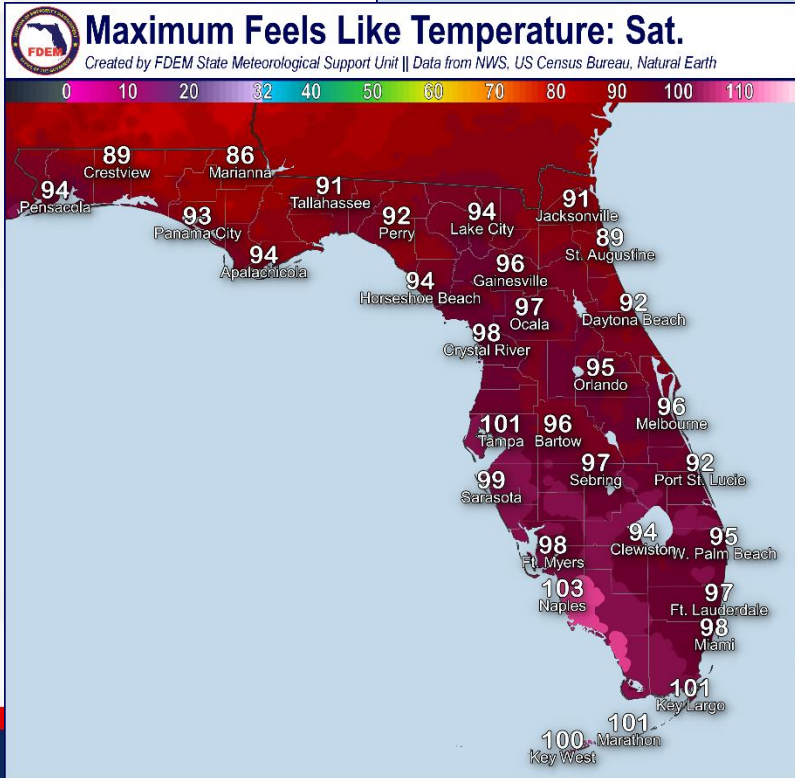 Maximum Feels Like Temperature: Sat.
FDEM
Created by FDEM State Meteorological Support Unit || Data from NWS, US Census Bureau, Natural Earth
0 10 20 32 40 50 60 70 80 90 100 110
89
Crestview
86
Marianna
94
Pensacola
91
Tallahassee
93
Panama City
92
Perry
94
Lake City
91
Jacksonville
94
Apalachicola
89
St. Augustine
96
Gainesville
94
Horseshoe Beach
97
Ocala
92
Daytona Beach
98
Crystal River
95
Orlando
96
Melbourne
101
Tampa
96
Bartow
97
Sebring
92
Port St. Lucie
99
Sarasota
94
Clewiston
95
W. Palm Beach
98
Ft. Myers
103
Naples
97
Ft. Lauderdale
98
Miami
101
Key Largo
101
Marathon
100
Key West